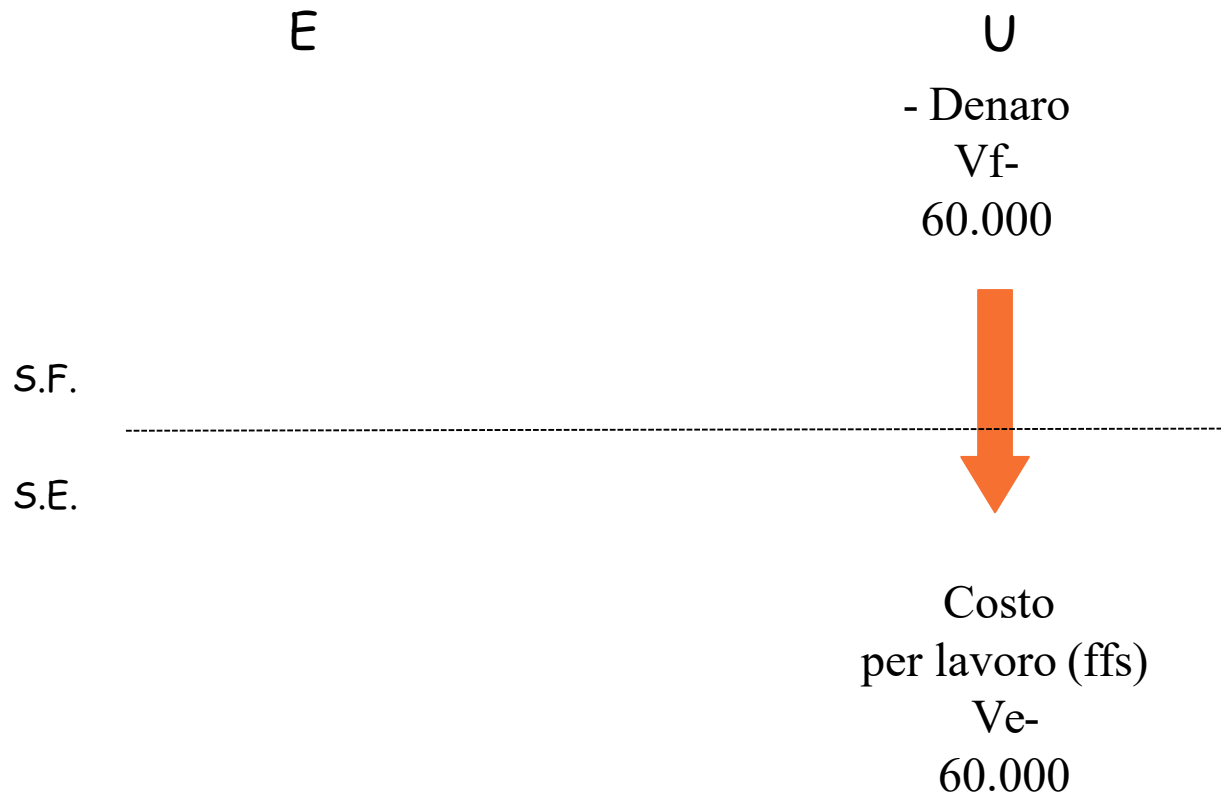 E
U
- Denaro
Vf-
60.000
S.F.
S.E.
Costo
per lavoro (ffs)
Ve-
60.000